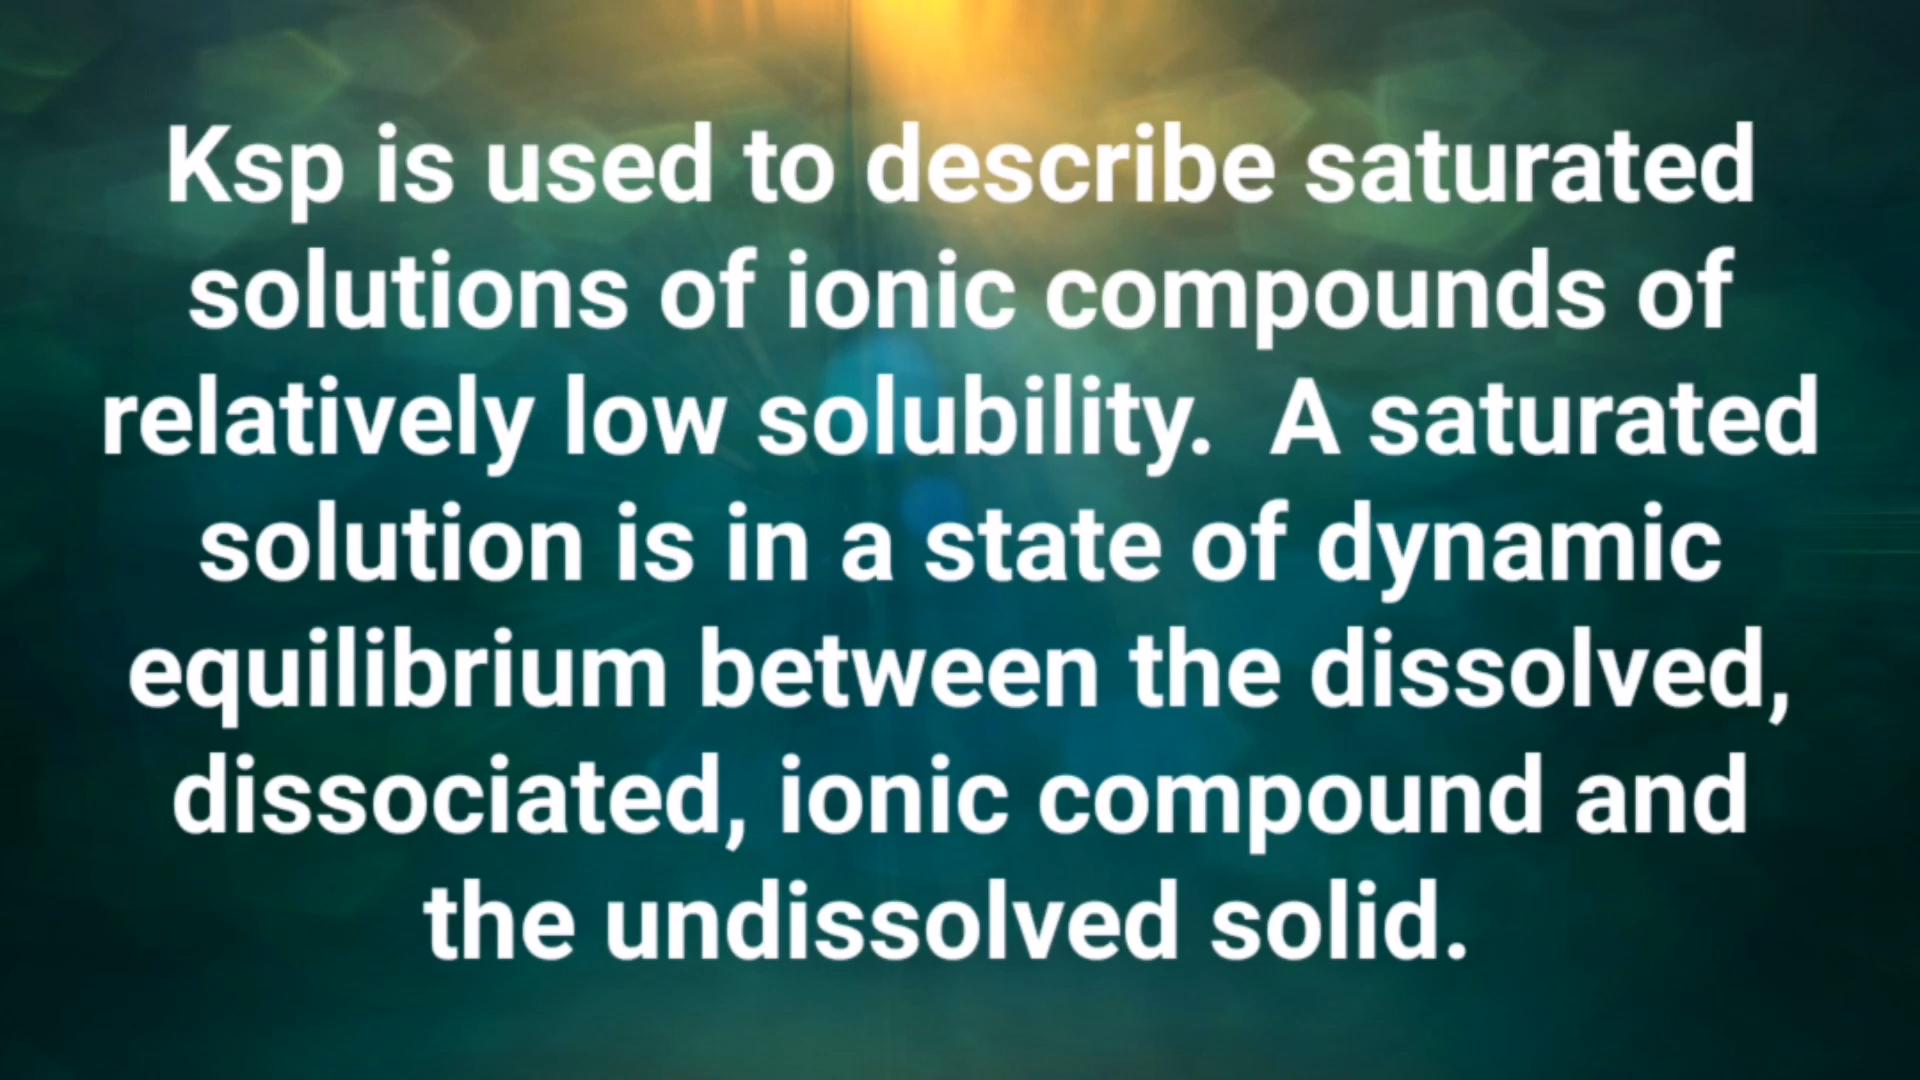 Ksp is used to describe saturated
solutions of ionic compounds of
relatively low solubility.  A saturated
solution is in a state of dynamic
equilibrium between the dissolved,
dissociated, ionic compound and
the undissolved solid.